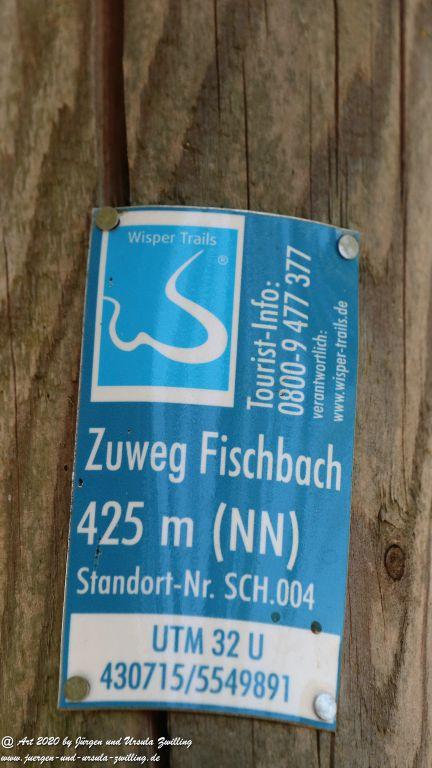 Wisper Trails
®
Tourist-Info:
0800-9 477 377
verantwortlich:
www.wisper-trails.de
Zuweg Fischbach
425 m (NN)
Standort-Nr. SCH.004
UTM 32 U
430715/5549891
@ Art 2020 by Jürgen und Ursula Zwilling
www.juergen-und-ursula-zwilling.de